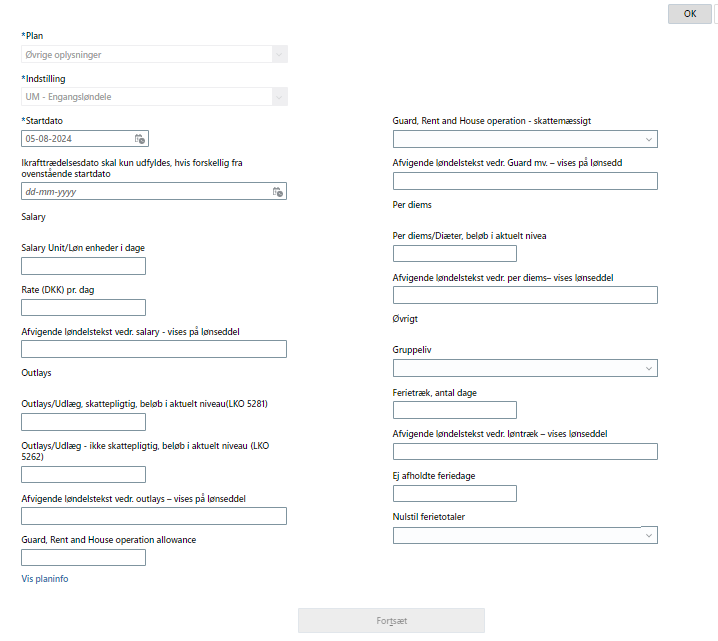 OK
*Plan
Øvrige oplysninger
*Indstilling
UM - Engangsløndele
*Startdato
05-08-2024
Ikrafttrædelsesdato skal kun udfyldes, hvis forskellig fra
ovenstående startdato
dd-mm-yyyy
Salary
Salary Unit/Løn enheder i dage
Rate (DKK) pr. dag
Afvigende løndelstekst vedr. salary - vises på lønseddel
Outlays
Outlays/Udlæg, skattepligtig, beløb i aktuelt niveau(LKO 5281)
Outlays/Udlæg - ikke skattepligtig, beløb i aktuelt niveau (LKO
5262)
Afvigende løndelstekst vedr. outlays – vises på lønseddel
Guard, Rent and House operation allowance
Vis planinfo
Guard, Rent and House operation - skattemæssigt
Afvigende løndelstekst vedr. Guard mv. – vises på lønsedd
Per diems
Per diems/Diæter, beløb i aktuelt nivea
Afvigende løndelstekst vedr. per diems– vises lønseddel
Øvrigt
Gruppeliv
Ferietræk, antal dage
Afvigende løndelstekst vedr. løntræk – vises lønseddel
Ej afholdte feriedage
Nulstil ferietotaler
Fortsæt